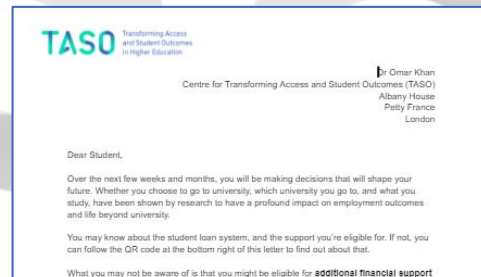 TASO
Transforming Access
and Student Outcomes
in Higher Education
Dr Omar Khan
Centre for Transforming Access and Student Outcomes (TASO)
Albany House
Petty France
London
Dear Student,
Over the next few weeks and months, you will be making decisions that will shape your
future. Whether you choose to go to university, which university you go to, and what you
study, have been shown by research to have a profound impact on employment outcomes
and life beyond university.
You may know about the student loan system, and the support you're eligible for. If not, you
can follow the QR code at the bottom right of this letter to find out about that.
What you may not be aware of is that you might be eligible for additional financial support